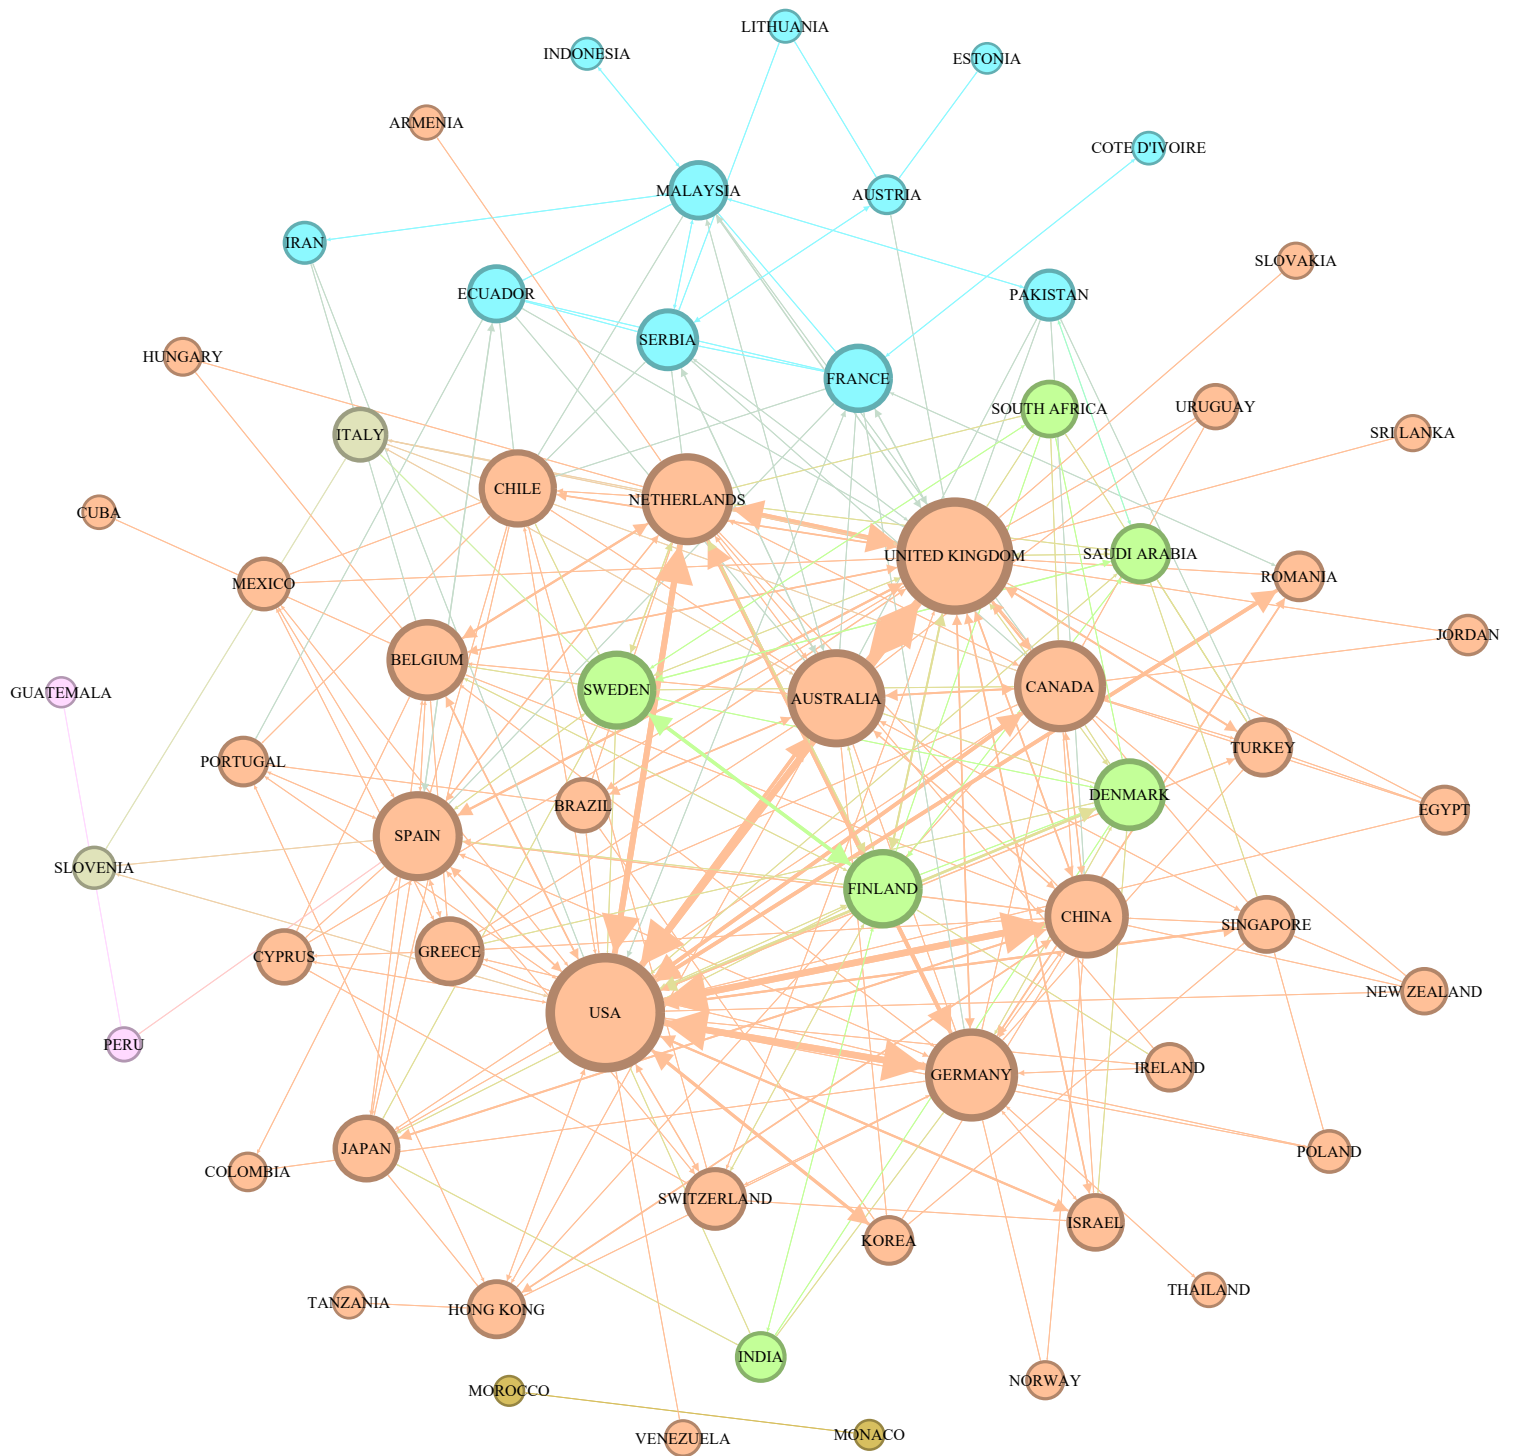 LITHUANIA
INDONESIA
ESTONIA
ARMENIA
COTE D'IVOIRE
MALAYSIA
AUSTRIA
IRAN
SLOVAKIA
ECUADOR
PAKISTAN
SERBIA
HUNGARY
FRANCE
SOUTH AFRICA
URUGUAY
ITALY
SRI LANKA
CHILE
NETHERLANDS
CUBA
UNITED KINGDOM
SAUDI ARABIA
ROMANIA
MEXICO
JORDAN
BELGIUM
GUATEMALA
SWEDEN
AUSTRALIA
CANADA
TURKEY
PORTUGAL
DENMARK
BRAZIL
EGYPT
SPAIN
SLOVENIA
FINLAND
CHINA
SINGAPORE
GREECE
CYPRUS
NEW ZEALAND
USA
PERU
IRELAND
GERMANY
JAPAN
POLAND
COLOMBIA
SWITZERLAND
ISRAEL
KOREA
THAILAND
TANZANIA
HONG KONG
INDIA
NORWAY
MOROCCO
MONACO
VENEZUELA